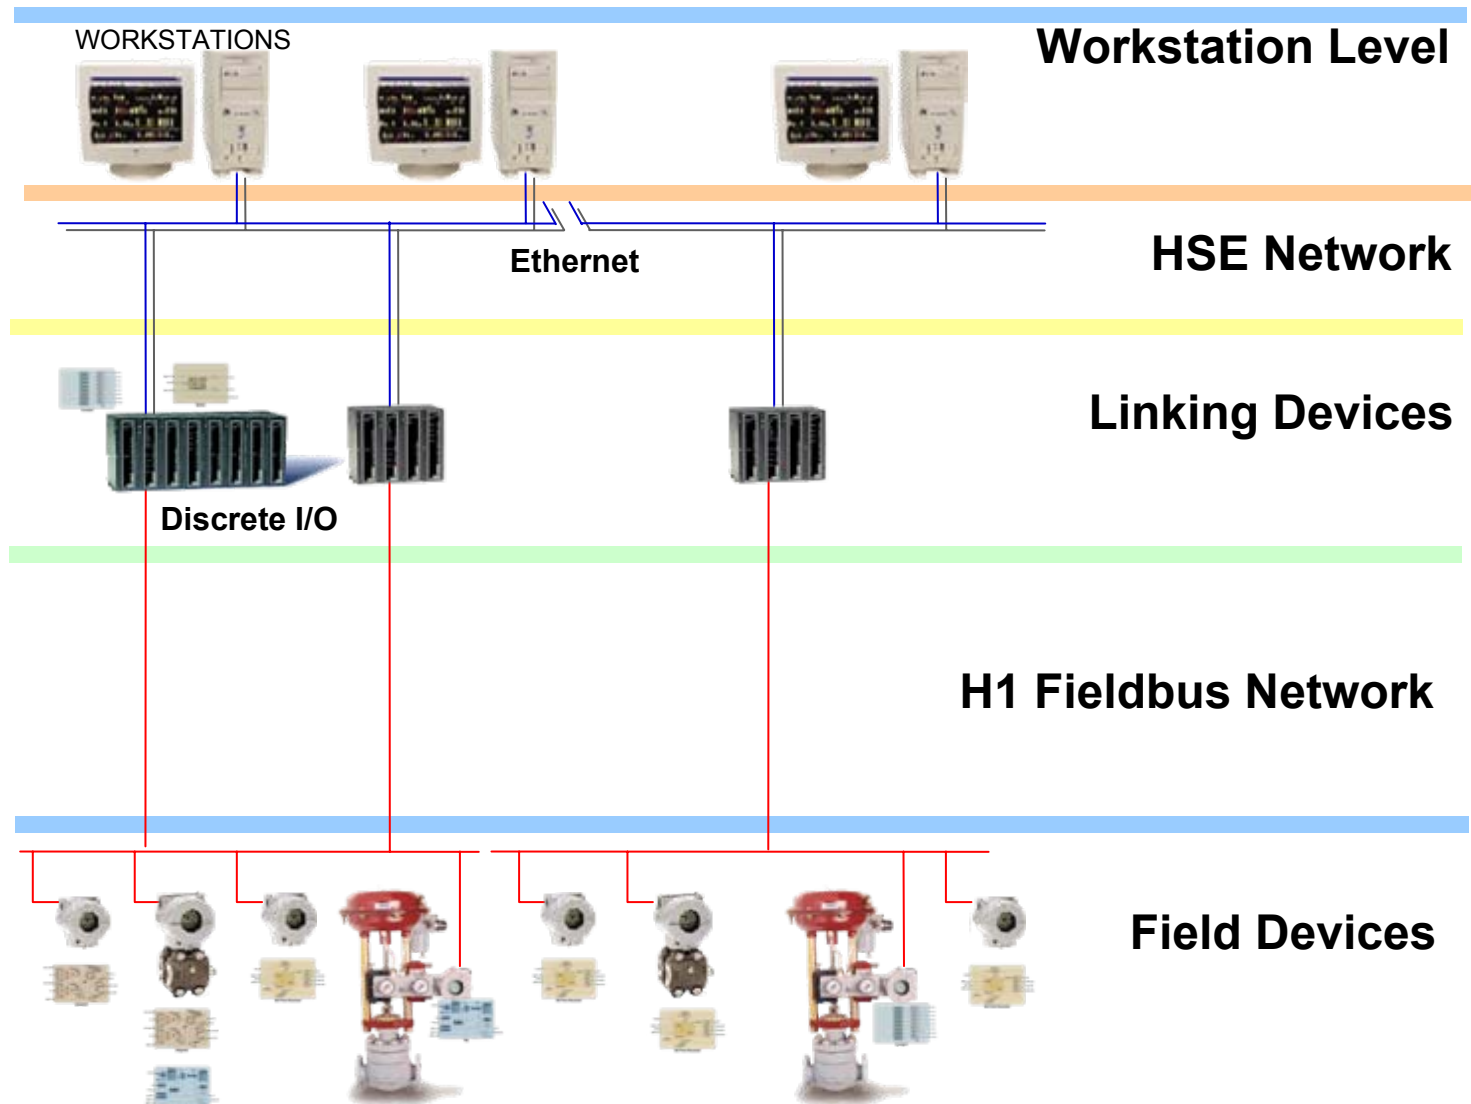 WORKSTATIONS
Workstation Level
HSE Network
Ethernet
Linking Devices
Discrete I/O
H1 Fieldbus Network
Field Devices